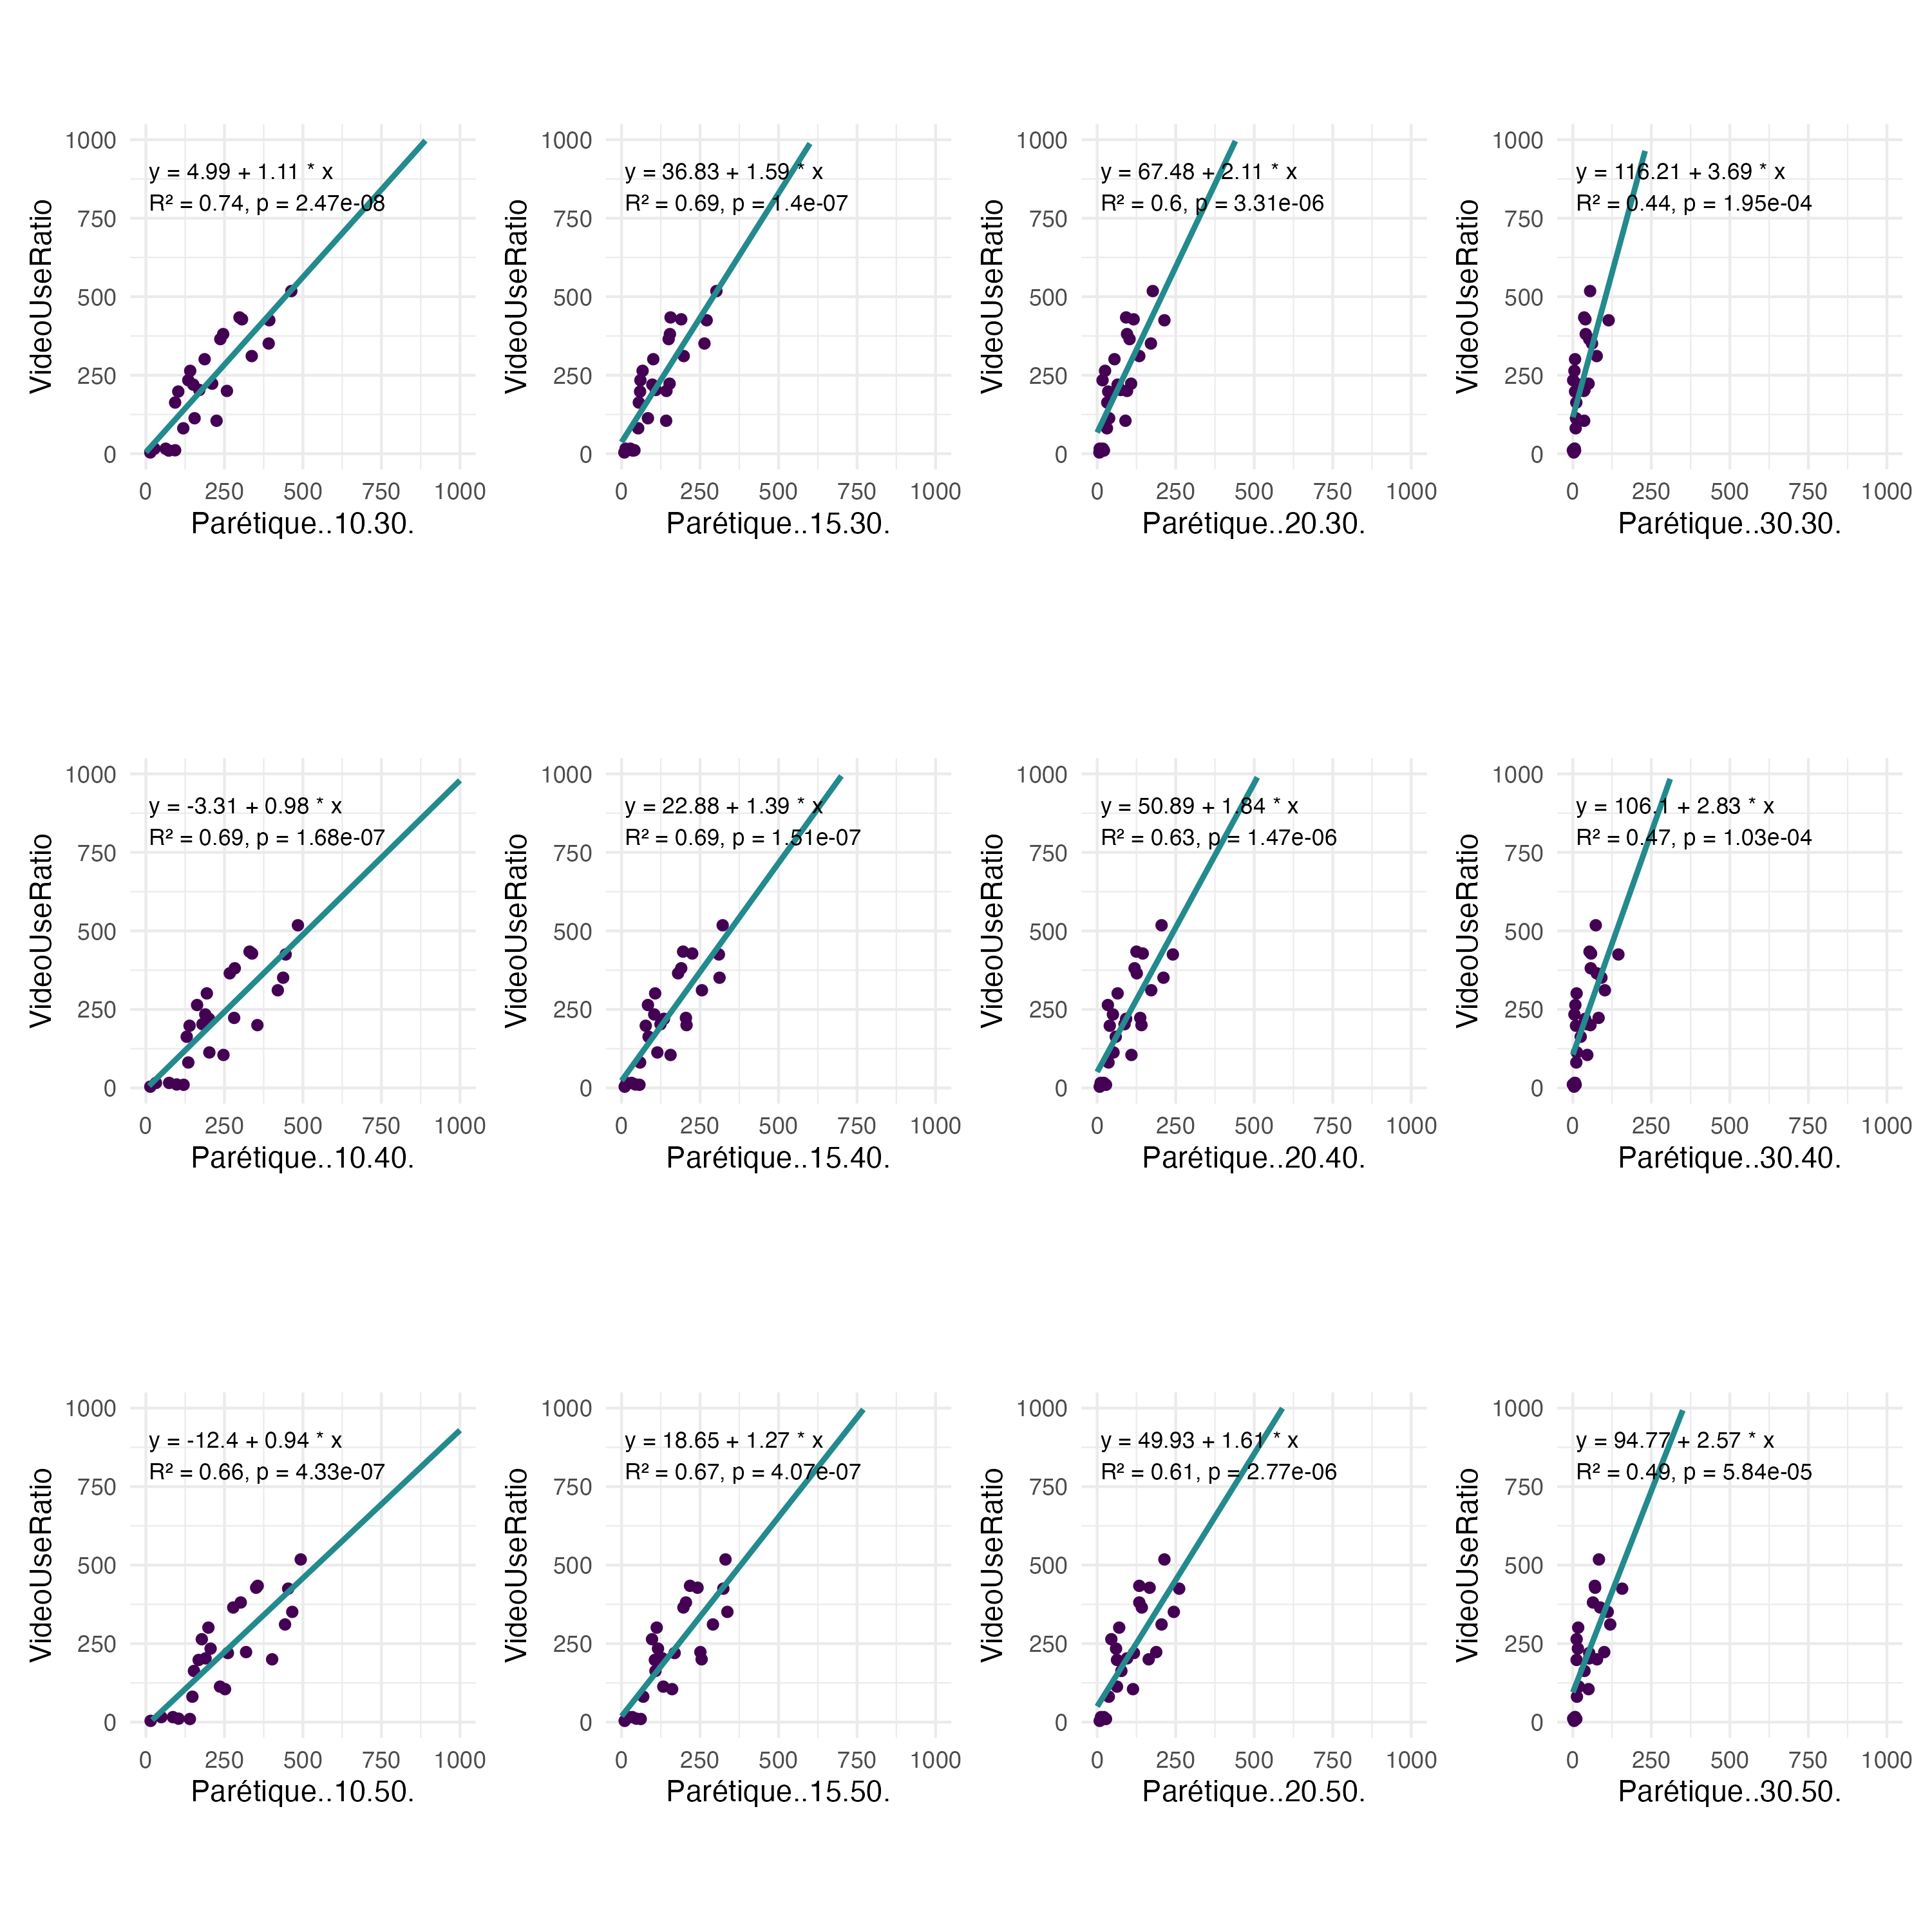 1000
750
500
250
0
VideoUseRatio
y = 4.99 + 1.11 * x
R² = 0.74, p = 2.47e-08
0 250 500 750 1000
Parétique..10.30.
1000
750
500
250
0
VideoUseRatio
y = 36.83 + 1.59 * x
R² = 0.69, p = 1.4e-07
0 250 500 750 1000
Parétique..15.30.
1000
750
500
250
0
VideoUseRatio
y = 67.48 + 2.11 * x
R² = 0.6, p = 3.31e-06
0 250 500 750 1000
Parétique..20.30.
1000
750
500
250
0
VideoUseRatio
y = 116.21 + 3.69 * x
R² = 0.44, p = 1.95e-04
0 250 500 750 1000
Parétique..30.30.
1000
750
500
250
0
VideoUseRatio
y = -3.31 + 0.98 * x
R² = 0.69, p = 1.68e-07
0 250 500 750 1000
Parétique..10.40.
1000
750
500
250
0
VideoUseRatio
y = 22.88 + 1.39 * x
R² = 0.69, p = 1.51e-07
0 250 500 750 1000
Parétique..15.40.
1000
750
500
250
0
VideoUseRatio
y = 50.89 + 1.84 * x
R² = 0.63, p = 1.47e-06
0 250 500 750 1000
Parétique..20.40.
1000
750
500
250
0
VideoUseRatio
y = 106.1 + 2.83 * x
R² = 0.47, p = 1.03e-04
0 250 500 750 1000
Parétique..30.40.
1000
750
500
250
0
VideoUseRatio
y = -12.4 + 0.94 * x
R² = 0.66, p = 4.33e-07
0 250 500 750 1000
Parétique..10.50.
1000
750
500
250
0
VideoUseRatio
y = 18.65 + 1.27 * x
R² = 0.67, p = 4.07e-07
0 250 500 750 1000
Parétique..15.50.
1000
750
500
250
0
VideoUseRatio
y = 49.93 + 1.61 * x
R² = 0.61, p = 2.77e-06
0 250 500 750 1000
Parétique..20.50.
1000
750
500
250
0
VideoUseRatio
y = 94.77 + 2.57 * x
R² = 0.49, p = 5.84e-05
0 250 500 750 1000
Parétique..30.50.